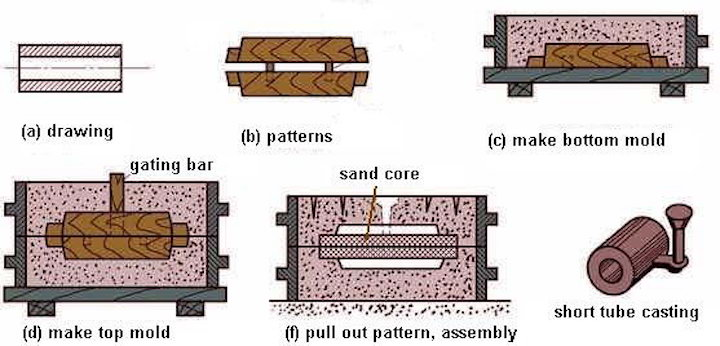 (a) drawing
(b) patterns
(c) make bottom mold
gating bar
(d) make top mold
sand core
(f) pull out pattern, assembly
short tube casting